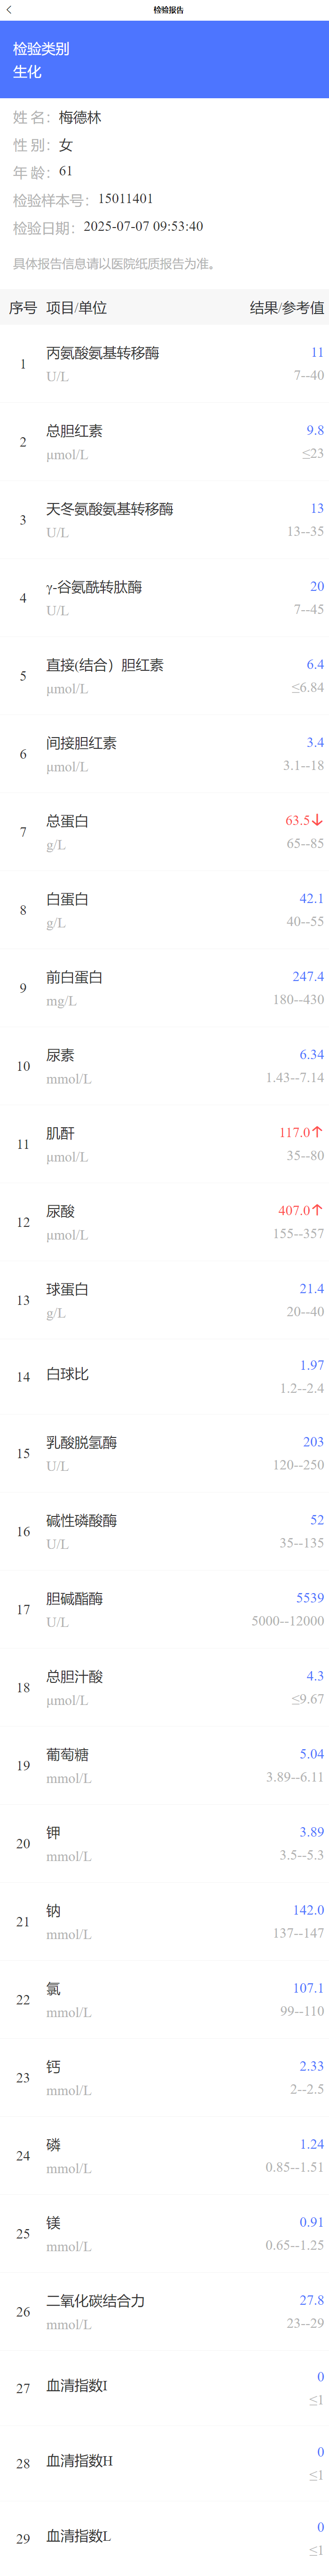 检验报告
检验类别
生化
姓 名： 梅德林
性 别： 女
年 龄： 61
检验样本号： 15011401
检验日期： 2025-07-07 09:53:40
具体报告信息请以医院纸质报告为准。
序号 项目/单位 结果/参考值
1 丙氨酸氨基转移酶 11
U/L 7--40
2 总胆红素 9.8
μmol/L ≤23
3 天冬氨酸氨基转移酶 13
U/L 13--35
4 γ-谷氨酰转肽酶 20
U/L 7--45
5 直接(结合）胆红素 6.4
μmol/L ≤6.84
6 间接胆红素 3.4
μmol/L 3.1--18
7 总蛋白 63.5↓
g/L 65--85
8 白蛋白 42.1
g/L 40--55
9 前白蛋白 247.4
mg/L 180--430
10 尿素 6.34
mmol/L 1.43--7.14
11 肌酐 117.0↑
μmol/L 35--80
12 尿酸 407.0↑
μmol/L 155--357
13 球蛋白 21.4
g/L 20--40
14 白球比 1.97
1.2--2.4
15 乳酸脱氢酶 203
U/L 120--250
16 碱性磷酸酶 52
U/L 35--135
17 胆碱酯酶 5539
U/L 5000--12000
18 总胆汁酸 4.3
μmol/L ≤9.67
19 葡萄糖 5.04
mmol/L 3.89--6.11
20 钾 3.89
mmol/L 3.5--5.3
21 钠 142.0
mmol/L 137--147
22 氯 107.1
mmol/L 99--110
23 钙 2.33
mmol/L 2--2.5
24 磷 1.24
mmol/L 0.85--1.51
25 镁 0.91
mmol/L 0.65--1.25
26 二氧化碳结合力 27.8
mmol/L 23--29
27 血清指数I 0
≤1
28 血清指数H 0
≤1
29 血清指数L 0
≤1